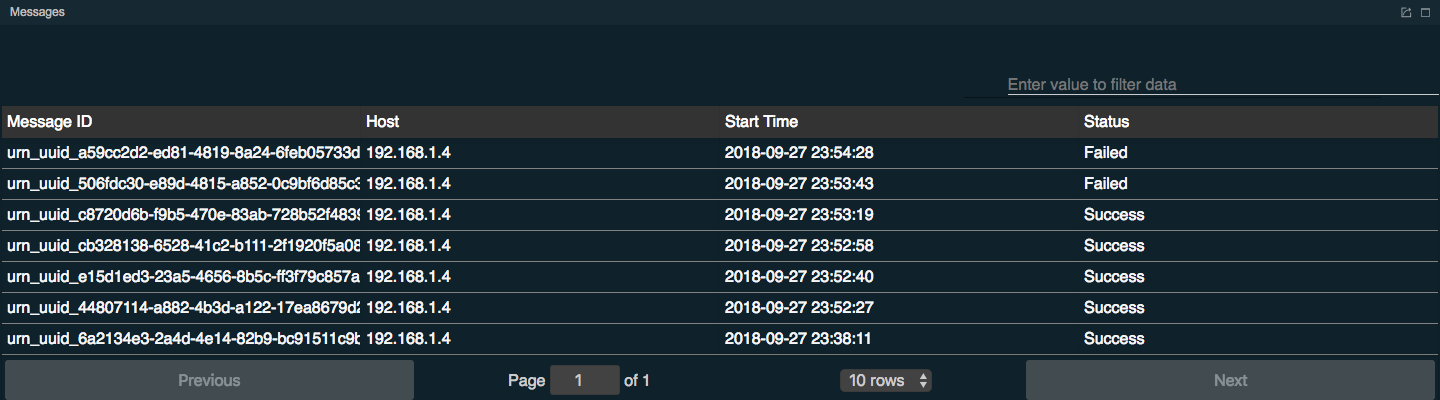 Messages
Enter value to filter data
Message ID Host Start Time Status
urn_uuid_a59cc2d2-ed81-4819-8a24-6feb05733d 192.168.1.4 2018-09-27 23:54:28 Failed
urn_uuid_506fdc30-e89d-4815-a852-0c9bf6d85c3 192.168.1.4 2018-09-27 23:53:43 Failed
urn_uuid_c8720d6b-f9b5-470e-83ab-728b52f4839 192.168.1.4 2018-09-27 23:53:19 Success
urn_uuid_cb328138-6528-41c2-b111-2f1920f5a08 192.168.1.4 2018-09-27 23:52:58 Success
urn_uuid_e15d1ed3-23a5-4656-8b5c-ff3f79c857a 192.168.1.4 2018-09-27 23:52:40 Success
urn_uuid_44807114-a882-4b3d-a122-17ea8679d2 192.168.1.4 2018-09-27 23:52:27 Success
urn_uuid_6a2134e3-2a4d-4e14-82b9-bc91511c9b 192.168.1.4 2018-09-27 23:38:11 Success
Previous Page 1 of 1 10 rows Next